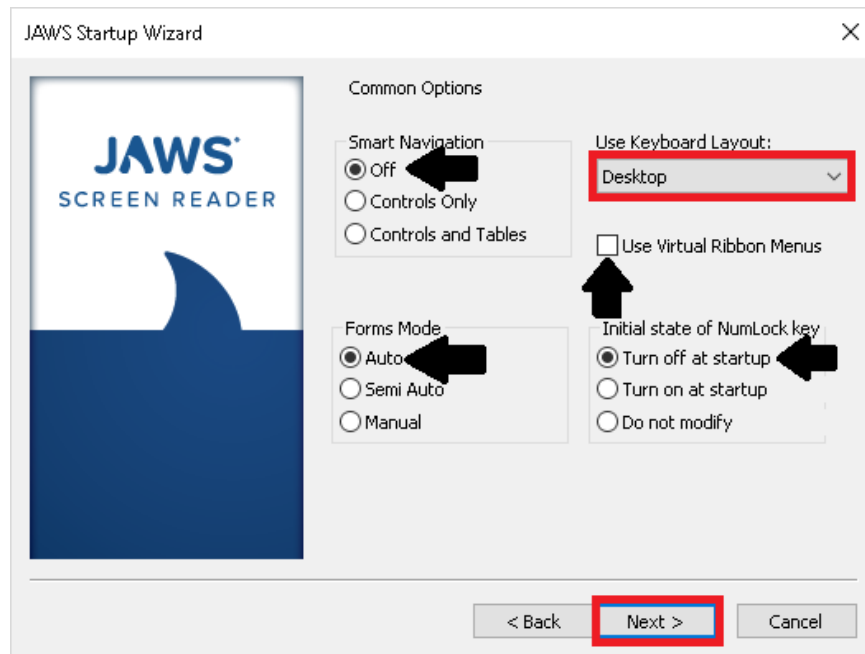 JAWS Startup Wizard
JAWS
SCREEN READER
Common Options
Smart Navigation
Off
Controls Only
Controls and Tables
Use Keyboard Layout:
Desktop
Use Virtual Ribbon Menus
Forms Mode
Auto
Semi Auto
Manual
Initial state of NumLock key
Turn off at startup
Turn on at startup
Do not modify
< Back
Next >
Cancel